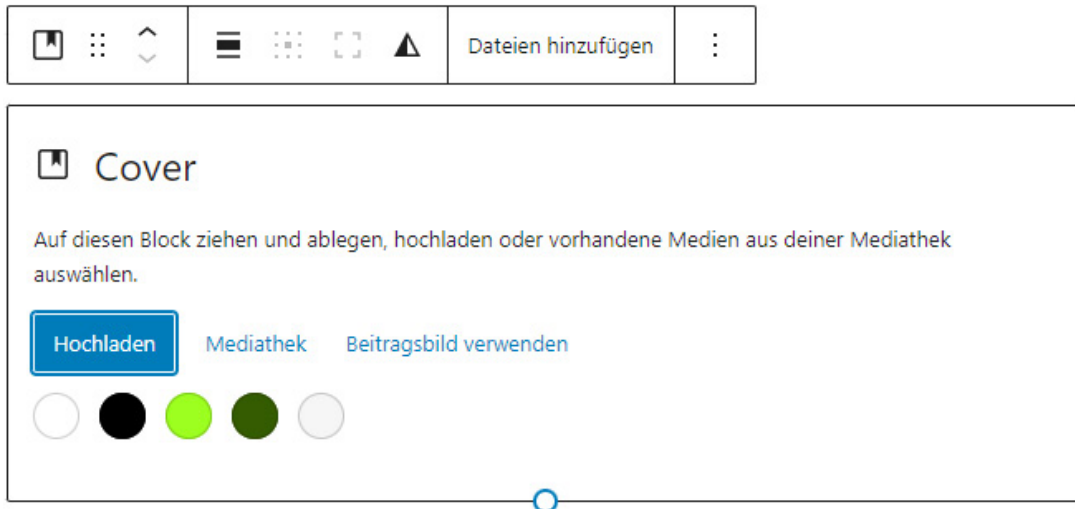 Dateien hinzufügen
Cover
Auf diesen Block ziehen und ablegen, hochladen oder vorhandene Medien aus deiner Mediathek
auswählen.
Hochladen Mediathek Beitragsbild verwenden